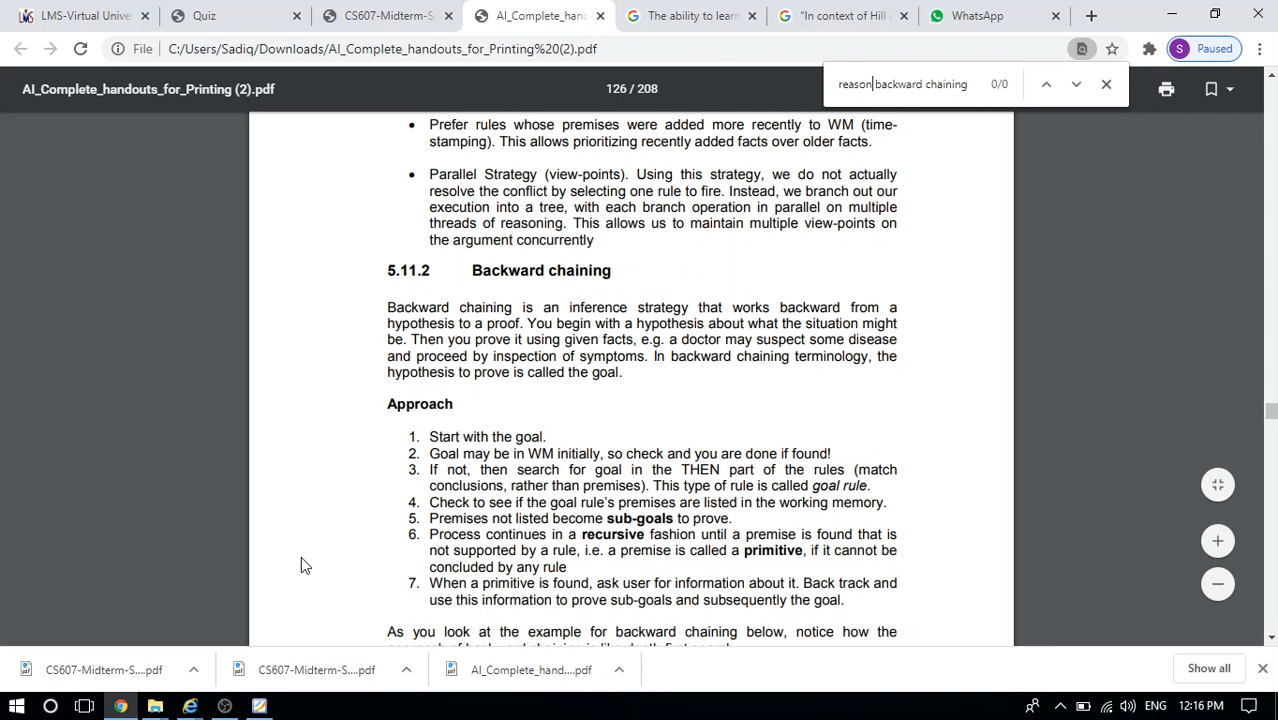 LMS-Virtual Unive
Quiz
CS607-Midterm-S
AI_Complete_hand
The ability to learn
"In context of Hill
WhatsApp
File
C:/Users/Sadiq/Downloads/AI_Complete_handouts_for_Printing%20(2).pdf
S
Paused
AI_Complete_handouts_for_Printing (2).pdf
126 / 208
reason backward chaining
0/0
• Prefer rules whose premises were added more recently to WM (time-
stamping). This allows prioritizing recently added facts over older facts.
• Parallel Strategy (view-points). Using this strategy, we do not actually
resolve the conflict by selecting one rule to fire. Instead, we branch out our
execution into a tree, with each branch operation in parallel on multiple
threads of reasoning. This allows us to maintain multiple view-points on
the argument concurrently
5.11.2 Backward chaining
Backward chaining is an inference strategy that works backward from a
hypothesis to a proof. You begin with a hypothesis about what the situation might
be. Then you prove it using given facts, e.g. a doctor may suspect some disease
and proceed by inspection of symptoms. In backward chaining terminology, the
hypothesis to prove is called the goal.
Approach
1. Start with the goal.
2. Goal may be in WM initially, so check and you are done if found!
3. If not, then search for goal in the THEN part of the rules (match
conclusions, rather than premises). This type of rule is called goal rule.
4. Check to see if the goal rule's premises are listed in the working memory.
5. Premises not listed become sub-goals to prove.
6. Process continues in a recursive fashion until a premise is found that is
not supported by a rule, i.e. a premise is called a primitive, if it cannot be
concluded by any rule
7. When a primitive is found, ask user for information about it. Back track and
use this information to prove sub-goals and subsequently the goal.
As you look at the example for backward chaining below, notice how the
CS607-Midterm-S....pdf
CS607-Midterm-S....pdf
AI_Complete_hand....pdf
Show all
ENG
12:16 PM